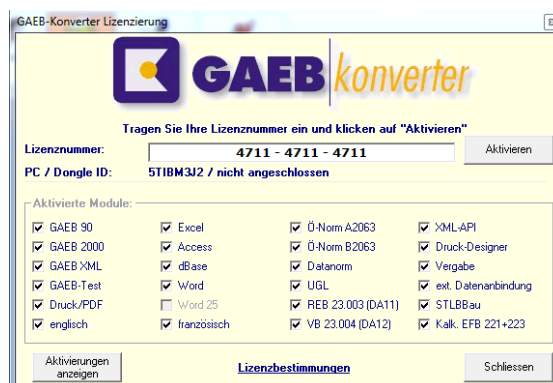 GAEB-Konverter Lizenzierung
GAEB konverter
Tragen Sie Ihre Lizenznummer ein und klicken auf "Aktivieren"
Lizenznummer: 4711 - 4711 - 4711 Aktivieren
PC / Dongle ID: 5TIBM3J2 / nicht angeschlossen
Aktivierte Module:
GAEB 90 Excel Ö-Norm A2063 XML-API
GAEB 2000 Access Ö-Norm B2063 Druck-Designer
GAEB XML dBase Datanorm Vergabe
GAEB-Test Word UGL ext. Datenanbindung
Druck/PDF Word 25 REB 23.003 (DA11) STLBBau
englisch französisch VB 23.004 (DA12) Kalk. EFB 221+223
Aktivierungen anzeigen Lizenzbestimmungen Schliessen